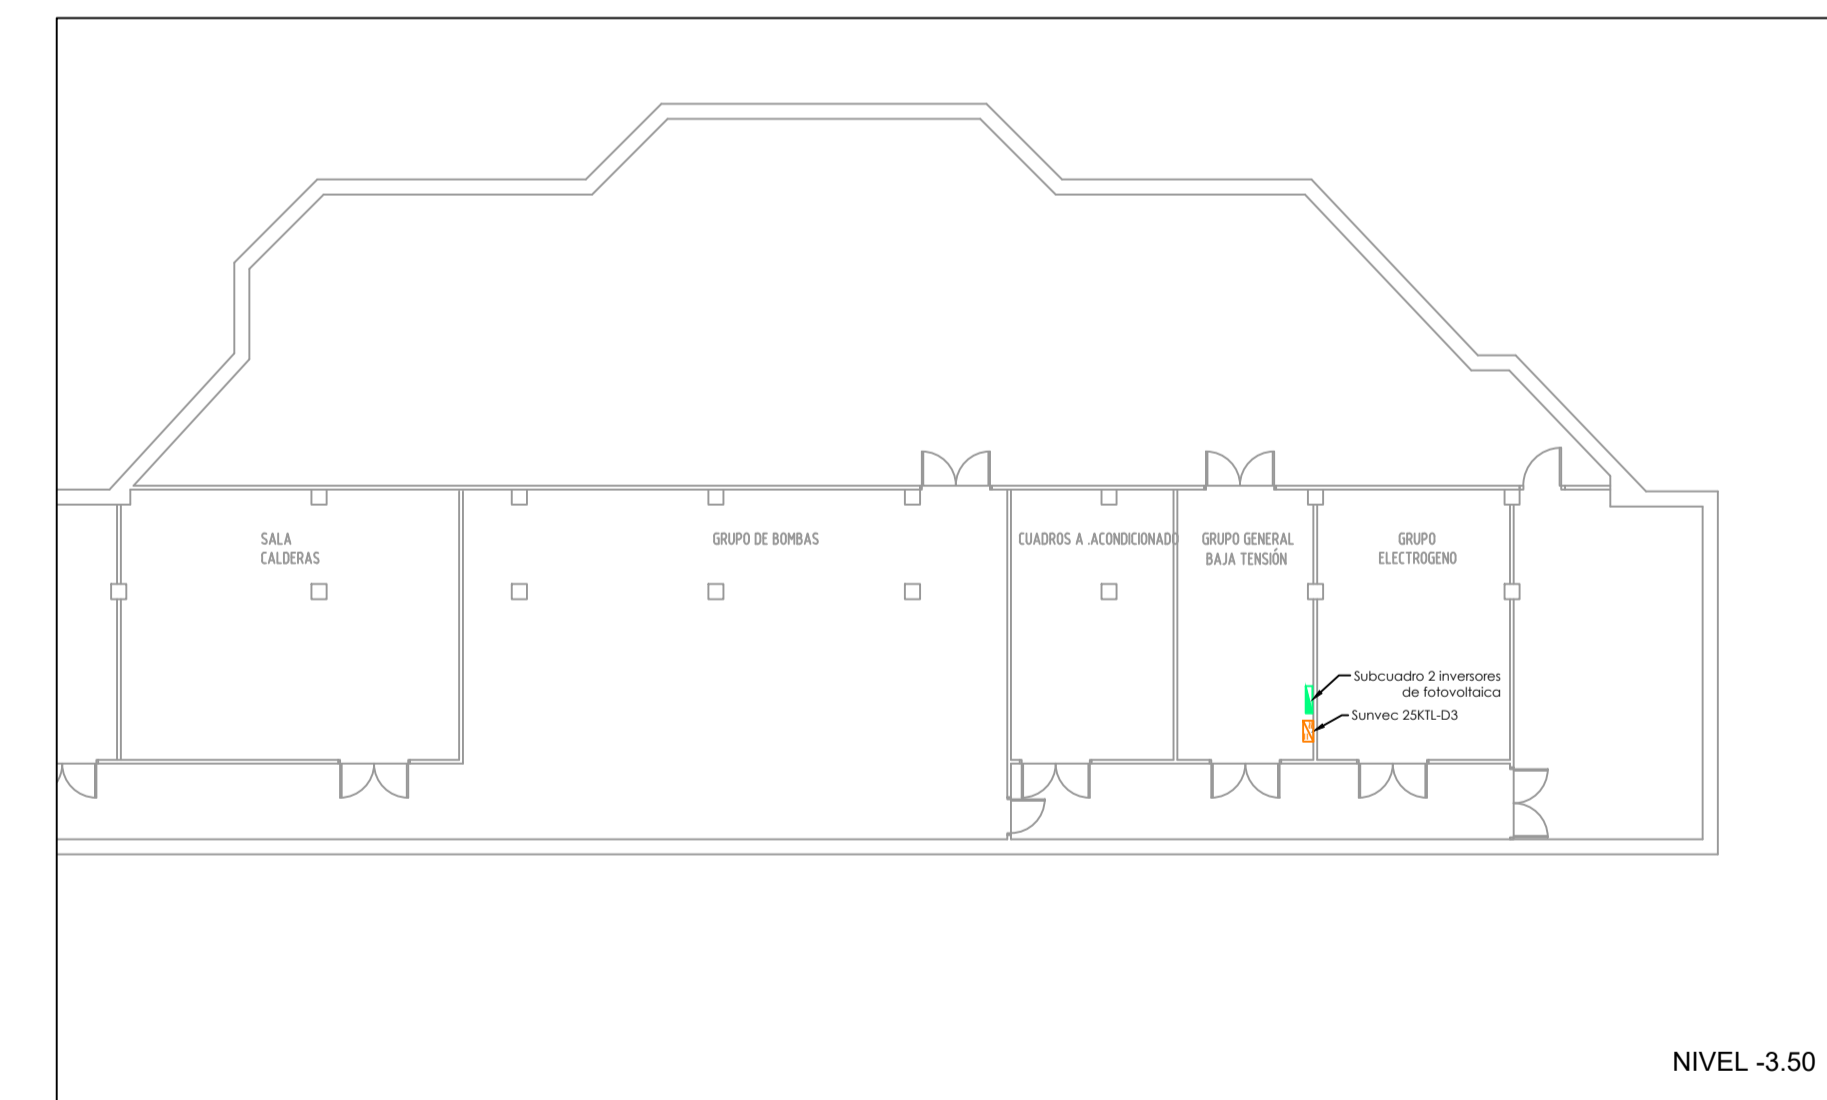 SALA
CALDERAS
GRUPO DE BOMBAS
CUADROS A .ACONDICIONADO
GRUPO GENERAL
BAJA TENSIÓN
GRUPO
ELECTROGENO
Subcuadro 2 inversores
de fotovoltaica
Sunvec 25KTL-D3
NIVEL -3.50